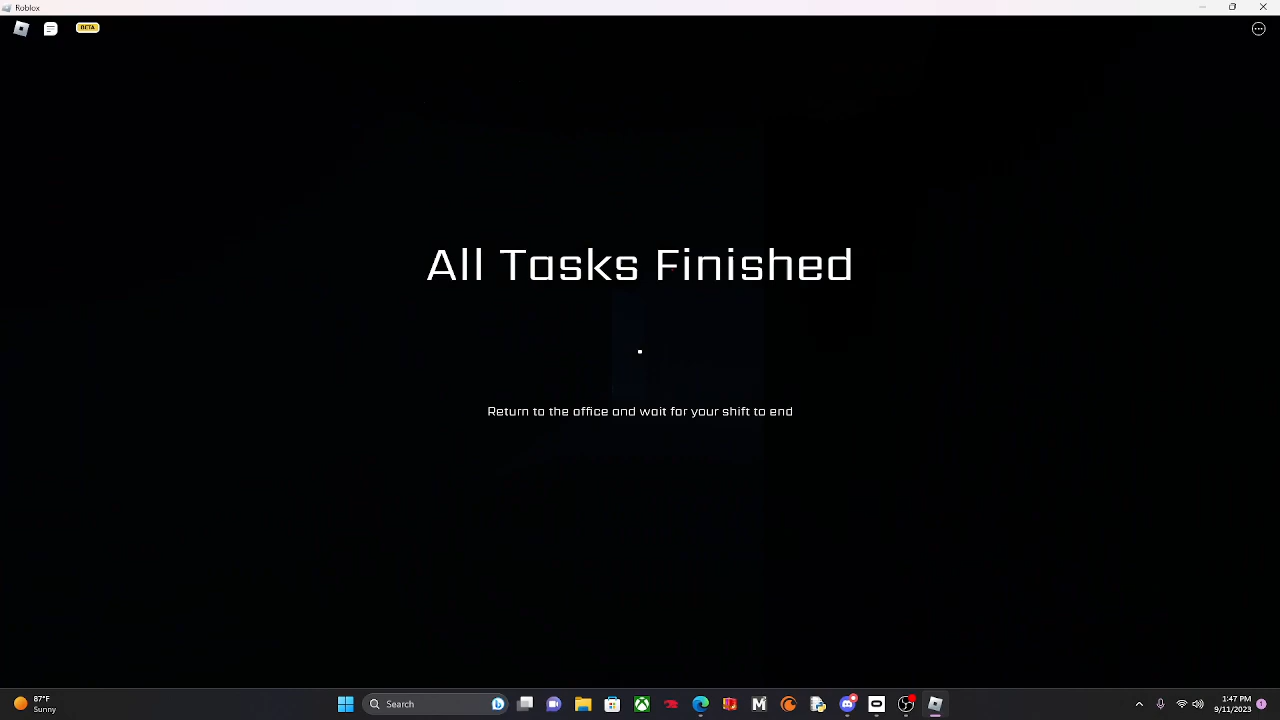 Roblox
BETA
All Tasks Finished
Return to the office and wait for your shift to end
87°F
Sunny
Search
1:47 PM
9/13/2023